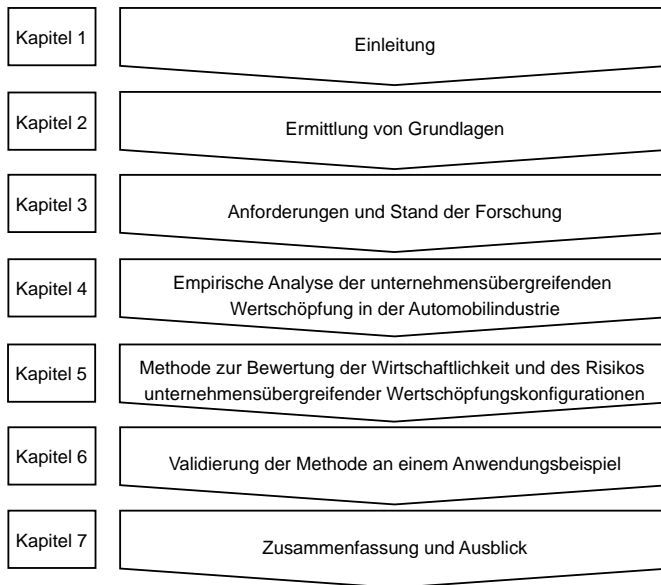 Kapitel 1
Einleitung
Kapitel 2
Ermittlung von Grundlagen
Kapitel 3
Anforderungen und Stand der Forschung
Kapitel 4
Empirische Analyse der unternehmensübergreifenden
Wertschöpfung in der Automobilindustrie
Kapitel 5
Methode zur Bewertung der Wirtschaftlichkeit und des Risikos
unternehmensübergreifender Wertschöpfungskonfigurationen
Kapitel 6
Validierung der Methode an einem Anwendungsbeispiel
Kapitel 7
Zusammenfassung und Ausblick